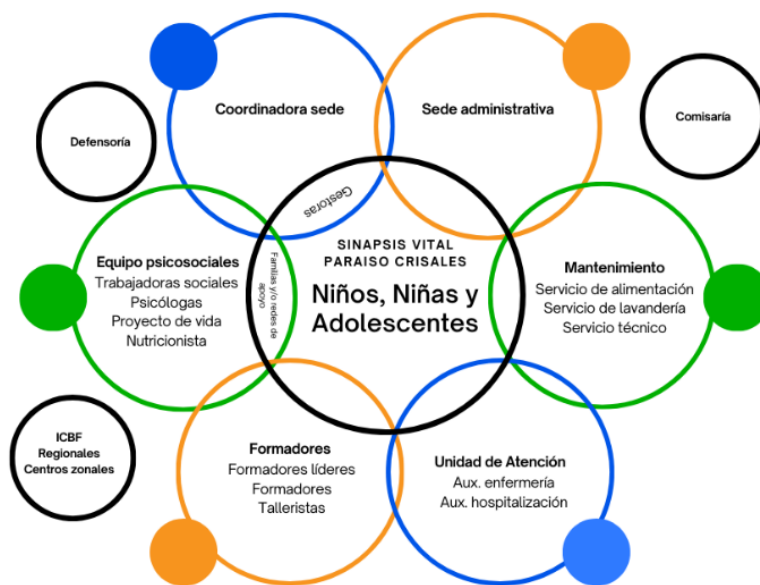 Coordinadora sede
Sede administrativa
Defensoría
Comisaría
Gestoras
SINAPSIS VITAL
PARAISO CRISALES
Niños, Niñas y
Adolescentes
Equipo psicosociales
Trabajadoras sociales
Psicólogas
Proyecto de vida
Nutricionista
Familias y/o redes de
apoyo
Mantenimiento
Servicio de alimentación
Servicio de lavandería
Servicio técnico
ICBF
Regionales
Centros zonales
Formadores
Formadores líderes
Formadores
Talleristas
Unidad de Atención
Aux. enfermería
Aux. hospitalización